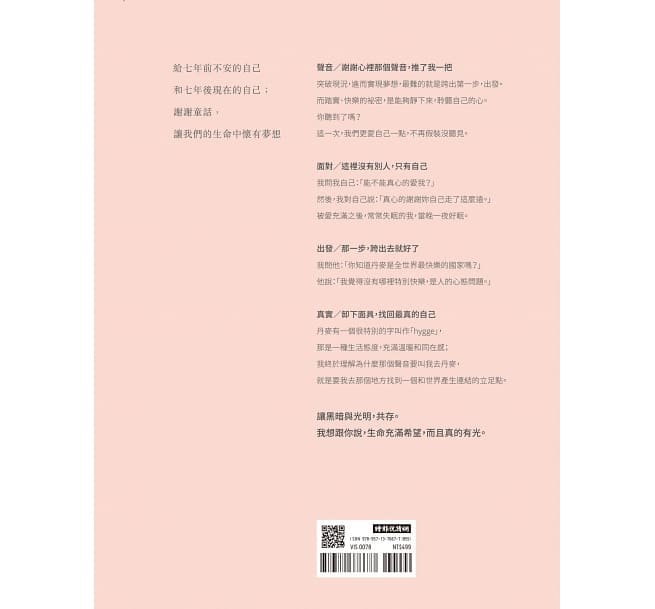 給七年前不安的自己
和七年後現在的自己；
謝謝童話，
讓我們的生命中懷有夢想
聲音／謝謝心裡那個聲音，推了我一把
突破現況，進而實現夢想，最難的就是跨出第一步，出發。
而踏實、快樂的祕密，是能夠靜下來，聆聽自己的心。
你聽到了嗎？
這一次，我們更愛自己一點，不再假裝沒聽見。
面對／這裡沒有別人，只有自己
我問我自己：「能不能真心的愛我？」
然後，我對自己說：「真心的謝謝妳自己走了這麼遠。」
被愛充滿之後，常常失眠的我，當晚一夜好眠。
出發／那一步，跨出去就好了
我問他：「你知道丹麥是全世界最快樂的國家嗎？」
他說：「我覺得沒有哪裡特別快樂，是人的心態問題。」
真實／卸下面具，找回最真的自己
丹麥有一個很特別的字叫作「hygge」，
那是一種生活態度，充滿溫暖和同在感；
我終於理解為什麼那個聲音要叫我去丹麥，
就是要我去那個地方找到一個和世界產生連結的立足點。
讓黑暗與光明，共存。
我想跟你說，生命充滿希望，而且真的有光。
時報悅讀網
VIS 0078
NT$499